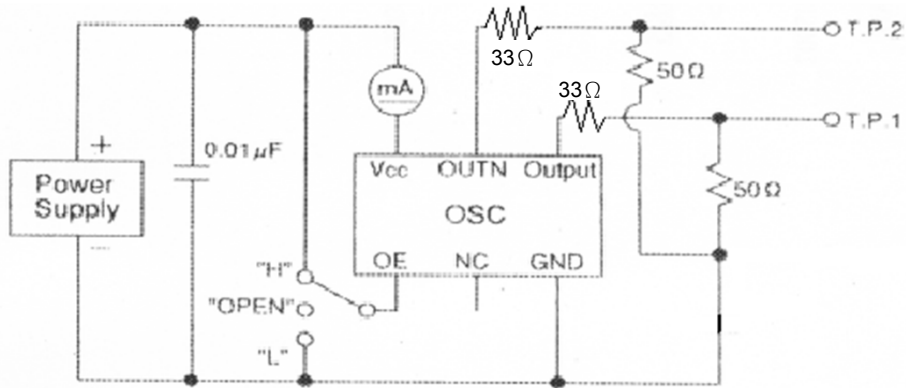 33Ω
T.P.2
50Ω
33Ω
T.P.1
mA
+
0.01µF
Power
Supply
−
Vcc OUTN Output
OSC
OE NC GND
50Ω
"H"
"OPEN"
"L"